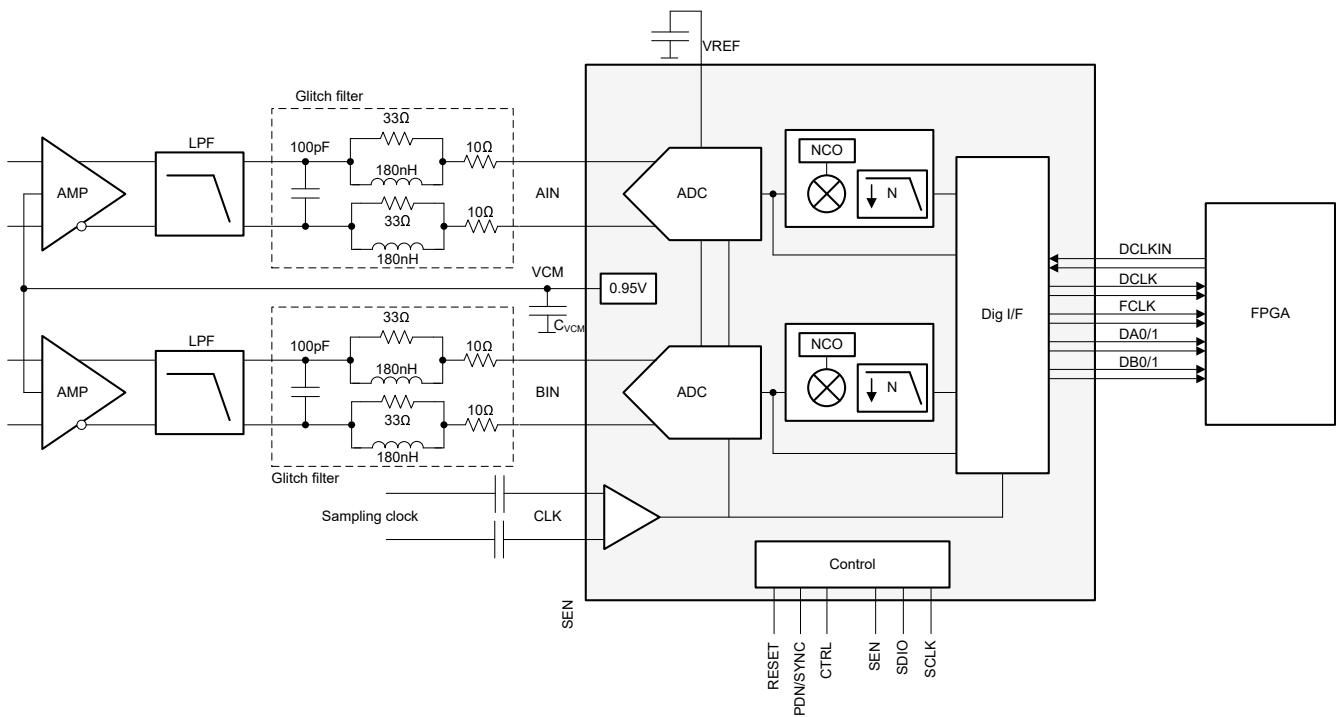 VREF
Glitch filter
33Ω
LPF
100pF
10Ω
180nH
NCO
AMP
ADC
AIN
N
33Ω
10Ω
180nH
DCLKIN
VCM
0.95V
DCLK
CVCM
FCLK
Dig I/F
FPGA
33Ω
LPF
100pF
10Ω
NCO
DA0/1
180nH
DB0/1
AMP
ADC
BIN
N
10Ω
33Ω
180nH
Glitch filter
Sampling clock
CLK
Control
SEN
RESET
PDN/SYNC
CTRL
SEN
SDIO
SCLK